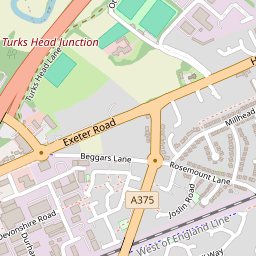 Turks Head Junction
Turks Head Lane
Exeter Road
Beggars Lane
Millhead
Rosemount Lane
Joslin Road
A375
Devonshire Road
West of England Line
Way